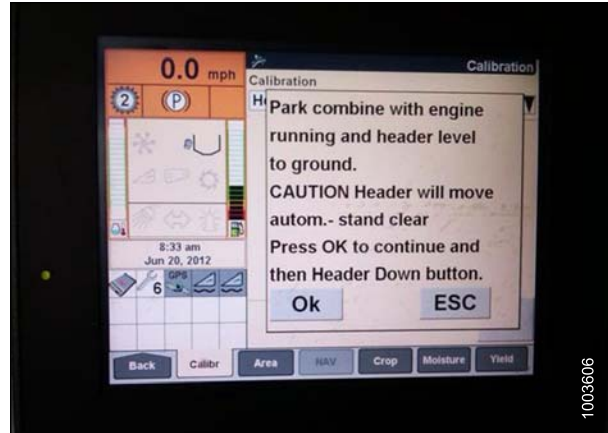 0.0 mph
2
P
8:33 am
Jun 20, 2012
6
GPS
Calibration
Calibration
He
Park combine with engine
running and header level
to ground.
CAUTION Header will move
autom.- stand clear
Press OK to continue and
then Header Down button.
Ok
ESC
Back
Calibr
Area
NAV
Crop
Moisture
Yield
1003606